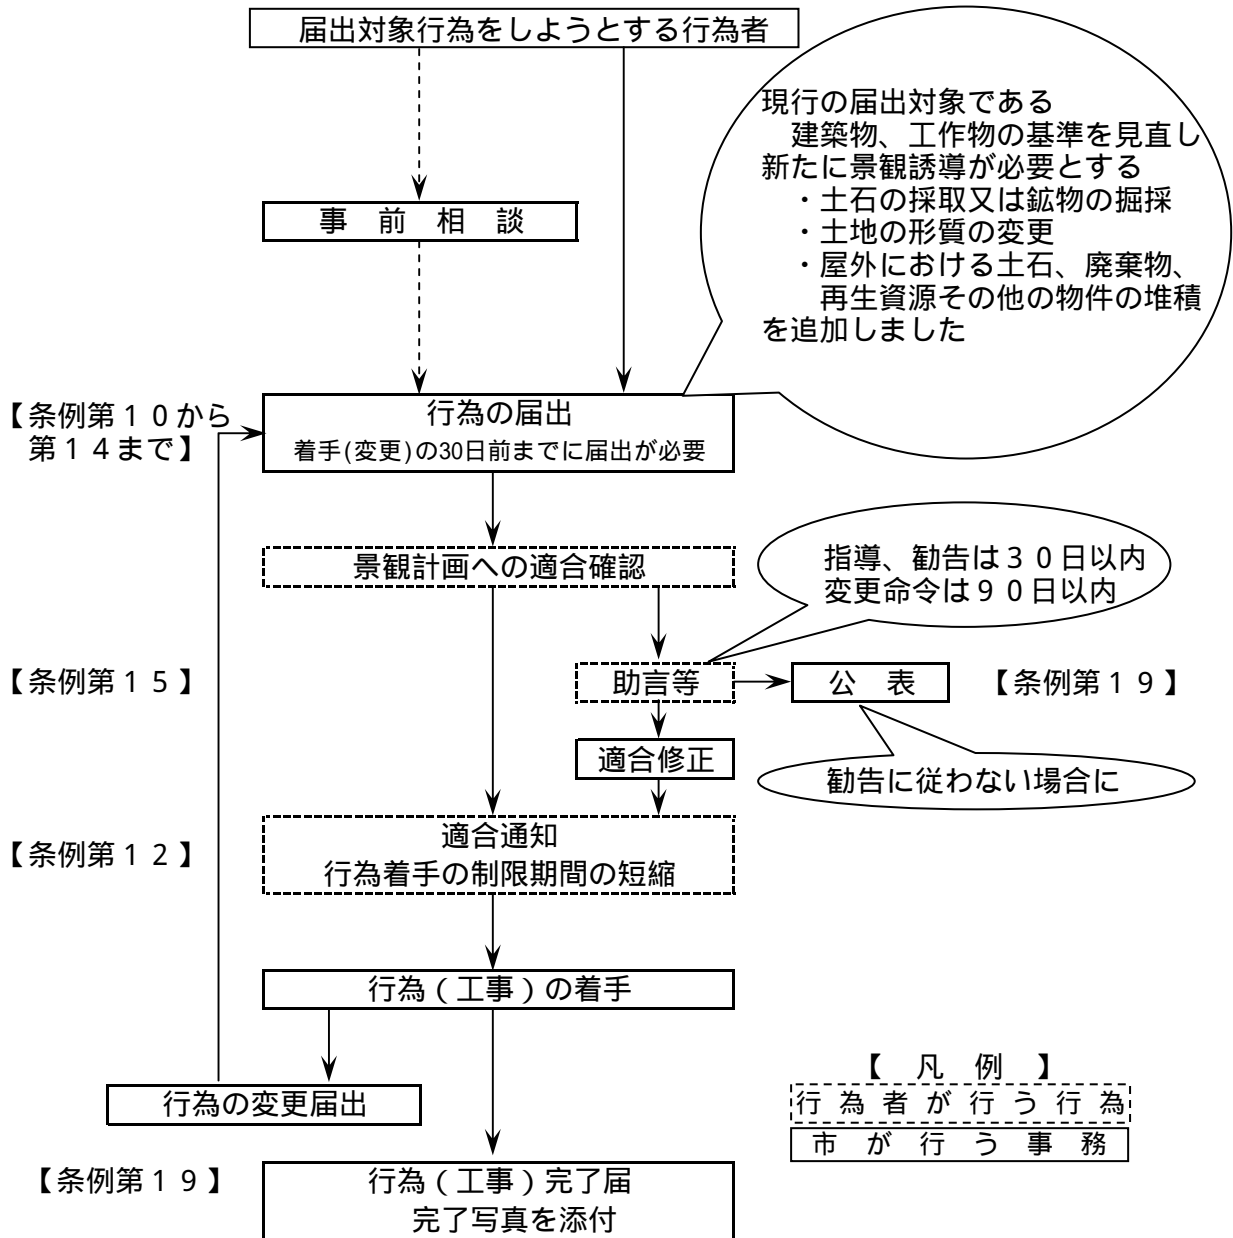 届出対象行為をしようとする行為者
現行の届出対象である
建築物、工作物の基準を見直し
新たに景観誘導が必要とする
・土石の採取又は鉱物の掘採
・土地の形質の変更
・屋外における土石、廃棄物、
再生資源その他の物件の堆積
を追加しました
事 前 相 談
【条例第10から
第14まで】
行為の届出
着手(変更)の30日前までに届出が必要
景観計画への適合確認
指導、勧告は30日以内
変更命令は90日以内
【条例第15】
助言等
公 表
【条例第19】
適合修正
勧告に従わない場合に
【条例第12】
適合通知
行為着手の制限期間の短縮
行為(工事)の着手
行為の変更届出
【 凡 例 】
行為者が行う行為
市が行う事務
【条例第19】
行為(工事)完了届
完了写真を添付